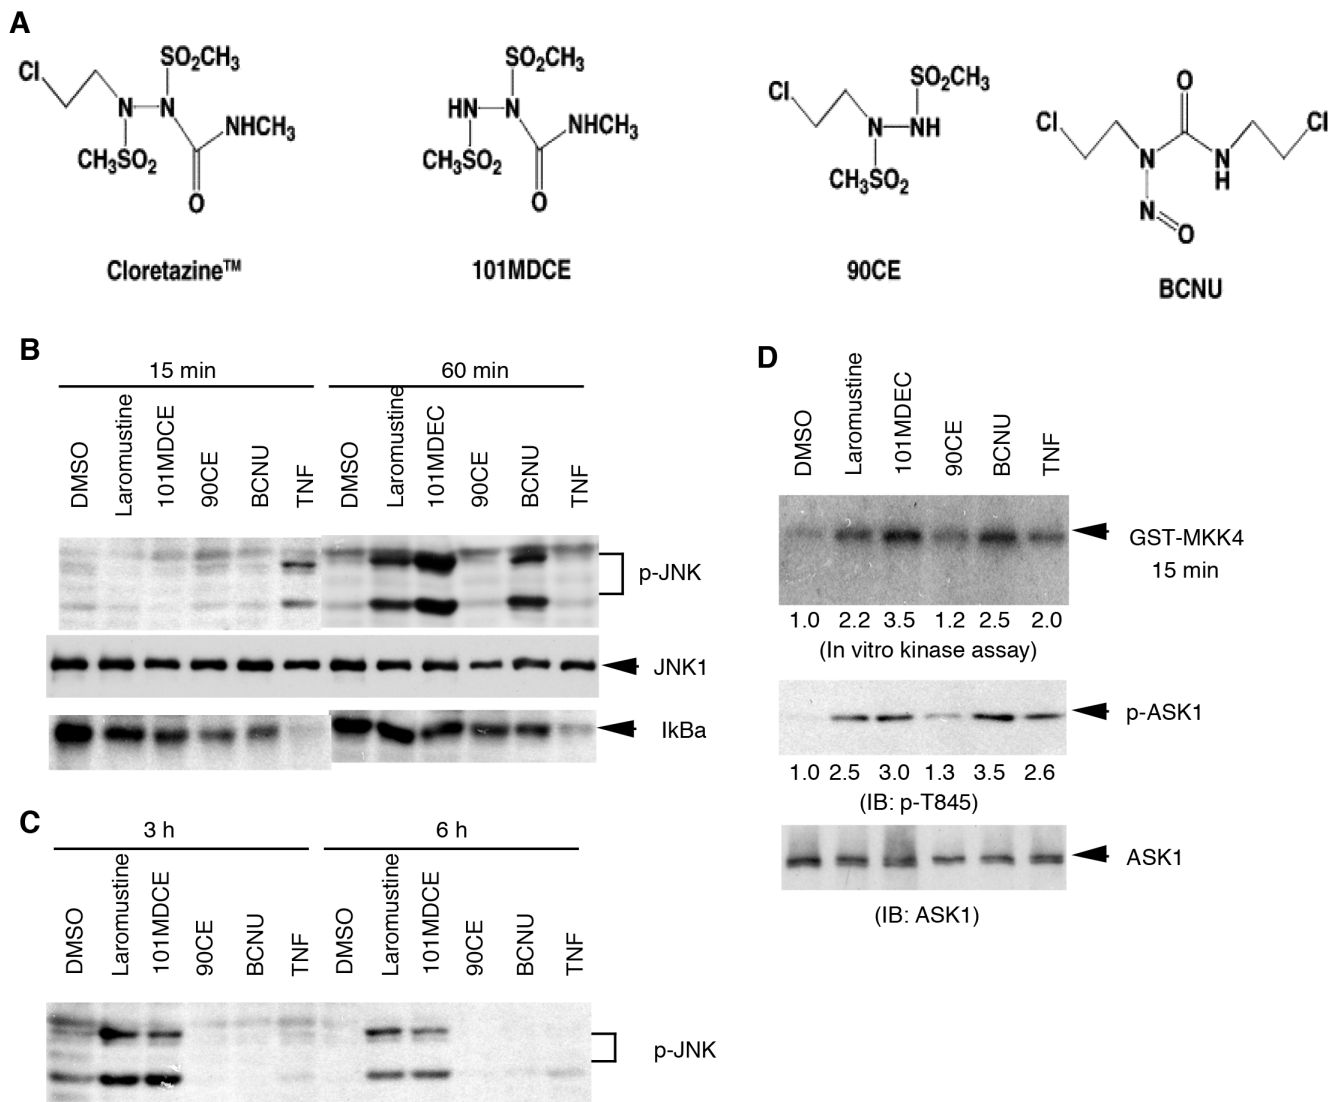 A
Cl
SO₂CH₃
N
N
NHCH₃
CH₃SO₂
O
Cloretazine™
SO₂CH₃
HN
N
NHCH₃
CH₃SO₂
O
101MDCE
Cl
SO₂CH₃
N
NH
CH₃SO₂
90CE
Cl
O
Cl
N
N
H
N
O
BCNU
B
15 min
60 min
DMSO
Laromustine
101MDCE
90CE
BCNU
TNF
DMSO
Laromustine
101MDEC
90CE
BCNU
TNF
p-JNK
JNK1
IkBa
C
3 h
6 h
DMSO
Laromustine
101MDCE
90CE
BCNU
TNF
DMSO
Laromustine
101MDCE
90CE
BCNU
TNF
p-JNK
D
DMSO
Laromustine
101MDEC
90CE
BCNU
TNF
GST-MKK4
15 min
1.0 2.2 3.5 1.2 2.5 2.0
(In vitro kinase assay)
p-ASK1
1.0 2.5 3.0 1.3 3.5 2.6
(IB: p-T845)
ASK1
(IB: ASK1)